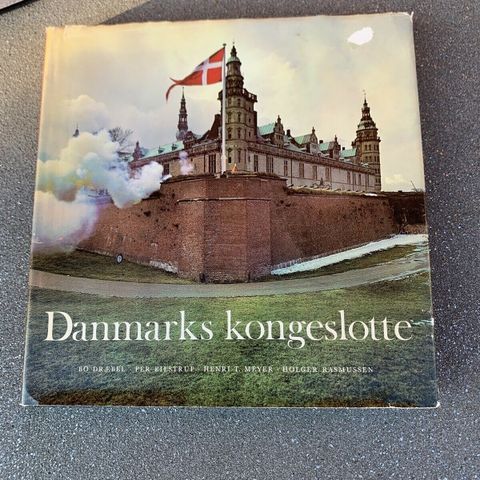 Danmarks kongeslotte
BO DRÆBEL · PER EILSTRUP · HENRI T. MEYER · HOLGER RASMUSSEN